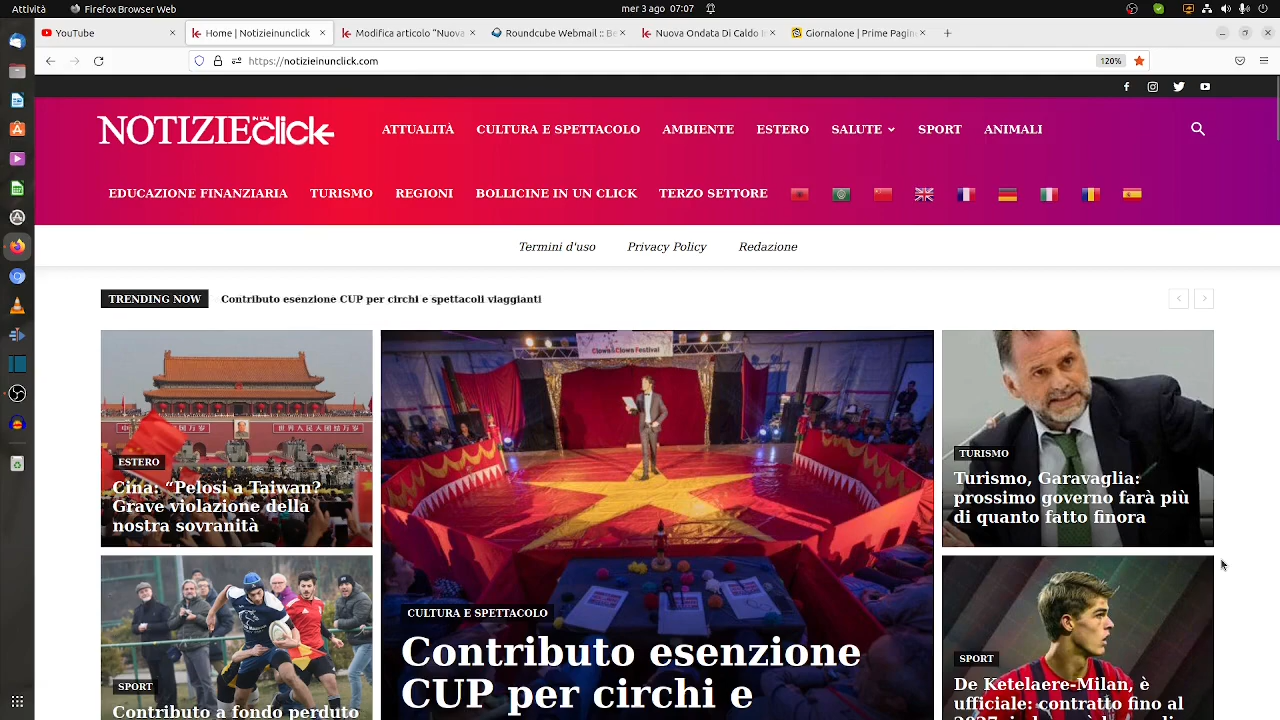 Attività
Firefox Browser Web
mer 3 ago 07:07
YouTube
Home | Notizieinunclick
Modifica articolo "Nuova
Roundcube Webmail :: Be
Nuova Ondata Di Caldo I
Giornalone | Prime Pagin
https://notizieinunclick.com
120%
NOTIZIE IN UN click
ATTUALITÀ
CULTURA E SPETTACOLO
AMBIENTE
ESTERO
SALUTE
SPORT
ANIMALI
EDUCAZIONE FINANZIARIA
TURISMO
REGIONI
BOLLICINE IN UN CLICK
TERZO SETTORE
Termini d'uso
Privacy Policy
Redazione
TRENDING NOW
Contributo esenzione CUP per circhi e spettacoli viaggianti
ESTERO
Cina: “Pelosi a Taiwan?
Grave violazione della
nostra sovranità
SPORT
Contributo a fondo perduto
Clown&Clowns Festival
CULTURA E SPETTACOLO
Contributo esenzione
CUP per circhi e
TURISMO
Turismo, Garavaglia:
prossimo governo farà più
di quanto fatto finora
SPORT
De Ketelaere-Milan, è
ufficiale: contratto fino al